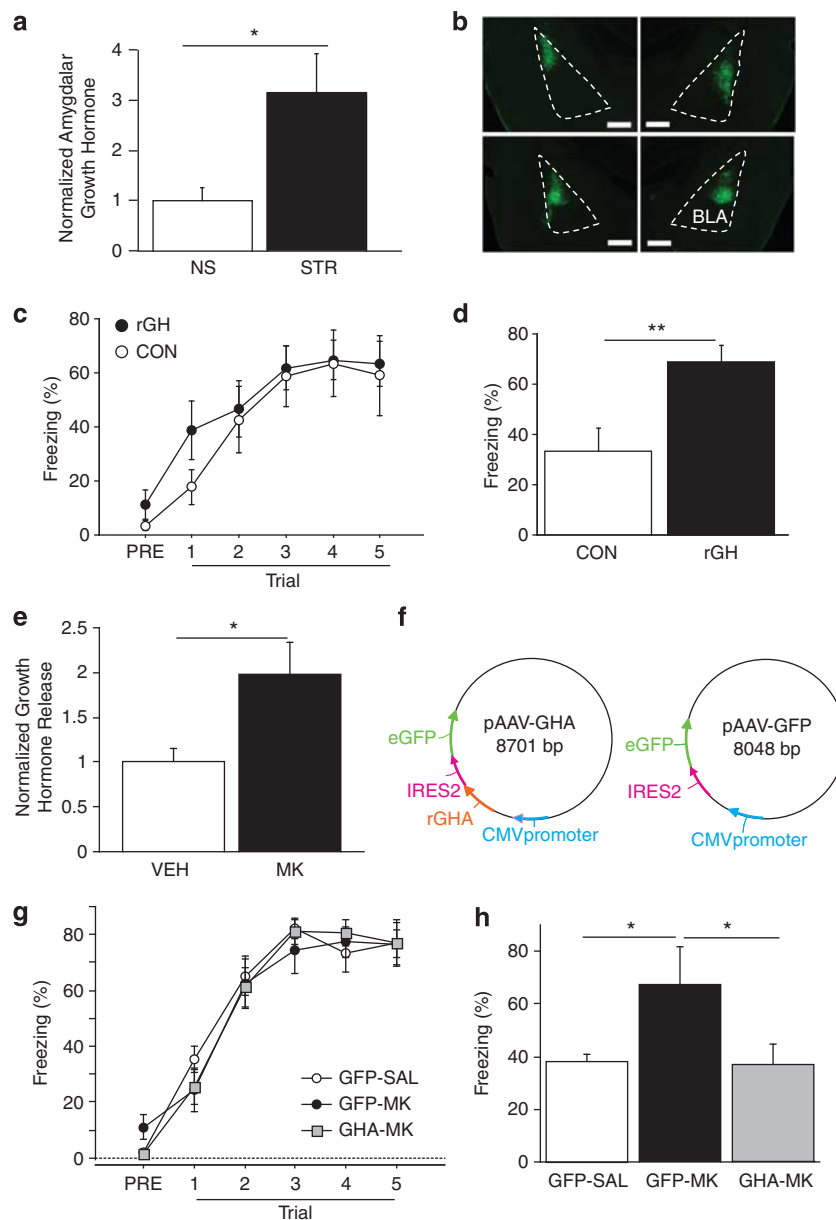 a
Normalized Amygdalar
Growth Hormone
4
3
2
1
0
*
NS
STR
b
BLA
c
Freezing (%)
80
60
40
20
0
rGH
CON
PRE
1
2
3
4
5
Trial
d
Freezing (%)
80
60
40
20
0
**
CON
rGH
e
Normalized Growth
Hormone Release
2.5
2
1.5
1
0.5
0
*
VEH
MK
f
pAAV-GHA
8701 bp
eGFP
IRES2
rGHA
CMVpromoter
pAAV-GFP
8048 bp
eGFP
IRES2
CMVpromoter
g
Freezing (%)
80
60
40
20
0
GFP-SAL
GFP-MK
GHA-MK
PRE
1
2
3
4
5
Trial
h
Freezing (%)
80
60
40
20
0
*
*
GFP-SAL
GFP-MK
GHA-MK